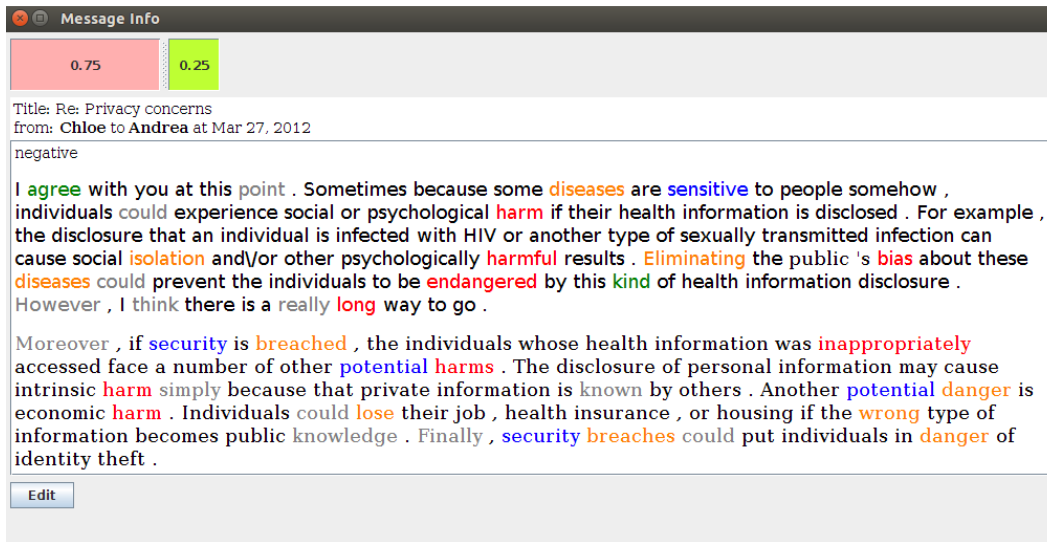 Message Info
0.75 0.25
Title: Re: Privacy concerns
from: Chloe to Andrea at Mar 27, 2012
negative
I agree with you at this point . Sometimes because some diseases are sensitive to people somehow ,
individuals could experience social or psychological harm if their health information is disclosed . For example ,
the disclosure that an individual is infected with HIV or another type of sexually transmitted infection can
cause social isolation and\/or other psychologically harmful results . Eliminating the public 's bias about these
diseases could prevent the individuals to be endangered by this kind of health information disclosure .
However , I think there is a really long way to go .
Moreover , if security is breached , the individuals whose health information was inappropriately
accessed face a number of other potential harms . The disclosure of personal information may cause
intrinsic harm simply because that private information is known by others . Another potential danger is
economic harm . Individuals could lose their job , health insurance , or housing if the wrong type of
information becomes public knowledge . Finally , security breaches could put individuals in danger of
identity theft .
Edit